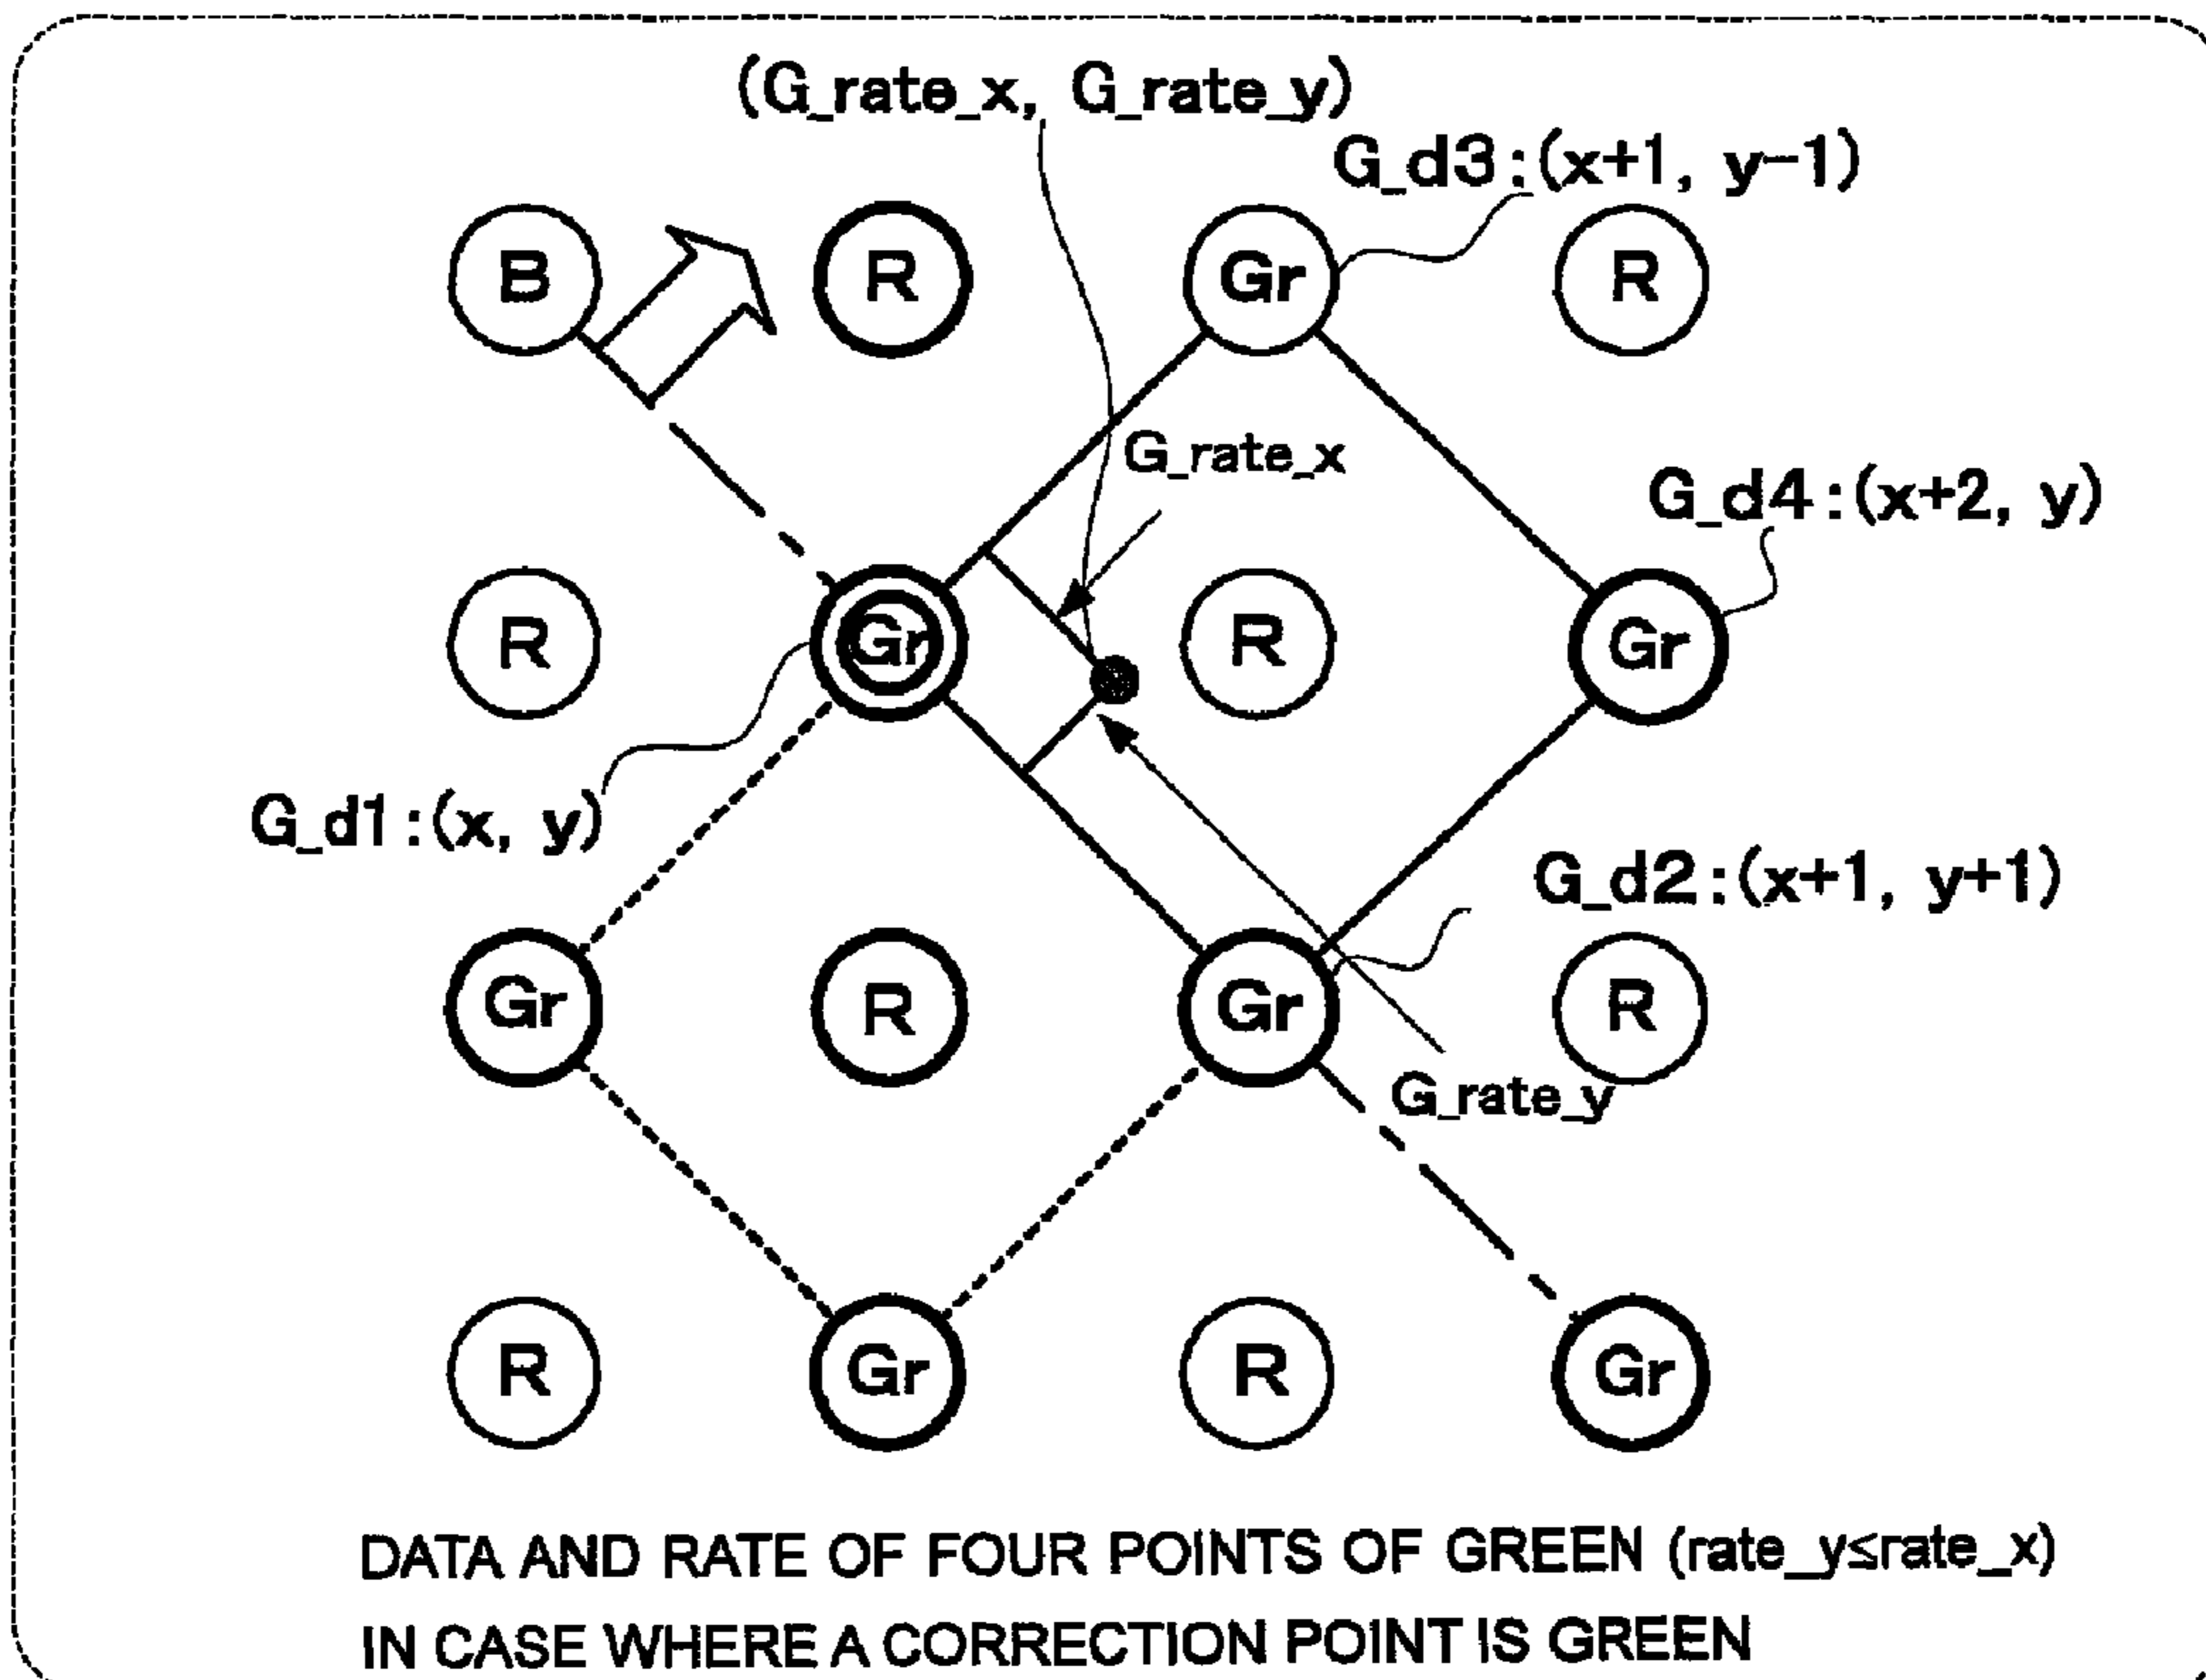 (G_rate_x, G_rate_y)
G_d3:(x+1, y-1)
B R Gr R
G_rate_x
G_d4:(x+2, y)
R Gr R Gr
G_d1:(x, y)
G_d2:(x+1, y+1)
Gr R Gr R
G_rate_y
R Gr R Gr
DATA AND RATE OF FOUR POINTS OF GREEN (rate_y≤rate_x)
IN CASE WHERE A CORRECTION POINT IS GREEN